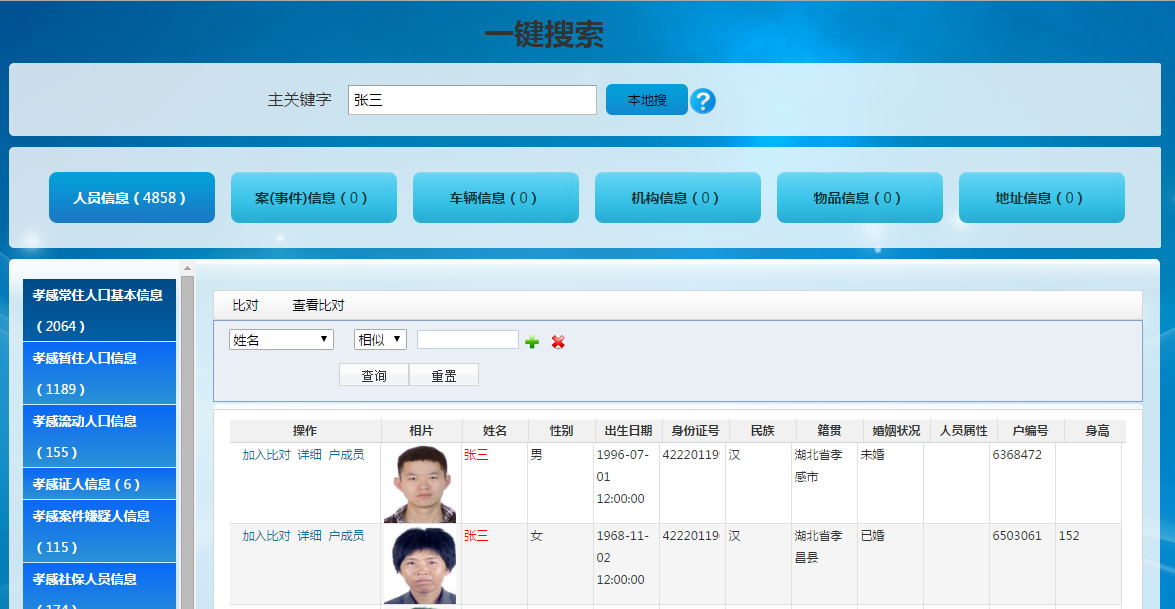 一键搜索
主关键字 张三 本地搜 ?
人员信息 ( 4858 ) 案(事件)信息 ( 0 ) 车辆信息 ( 0 ) 机构信息 ( 0 ) 物品信息 ( 0 ) 地址信息 ( 0 )
孝感常住人口基本信息
( 2064 )
孝感暂住人口信息
( 1189 )
孝感流动人口信息
( 155 )
孝感证人信息 ( 6 )
孝感案件嫌疑人信息
( 115 )
孝感社保人员信息
( 174 )
比对 查看比对
姓名 相似
查询 重置
操作 相片 姓名 性别 出生日期 身份证号 民族 籍贯 婚姻状况 人员属性 户编号 身高
加入比对 详细 户成员 张三 男 1996-07- 42220119 汉 湖北省孝 未婚 6368472
01 感市
12:00:00
加入比对 详细 户成员 张三 女 1968-11- 42220119 汉 湖北省孝 已婚 6503061 152
02 昌县
12:00:00